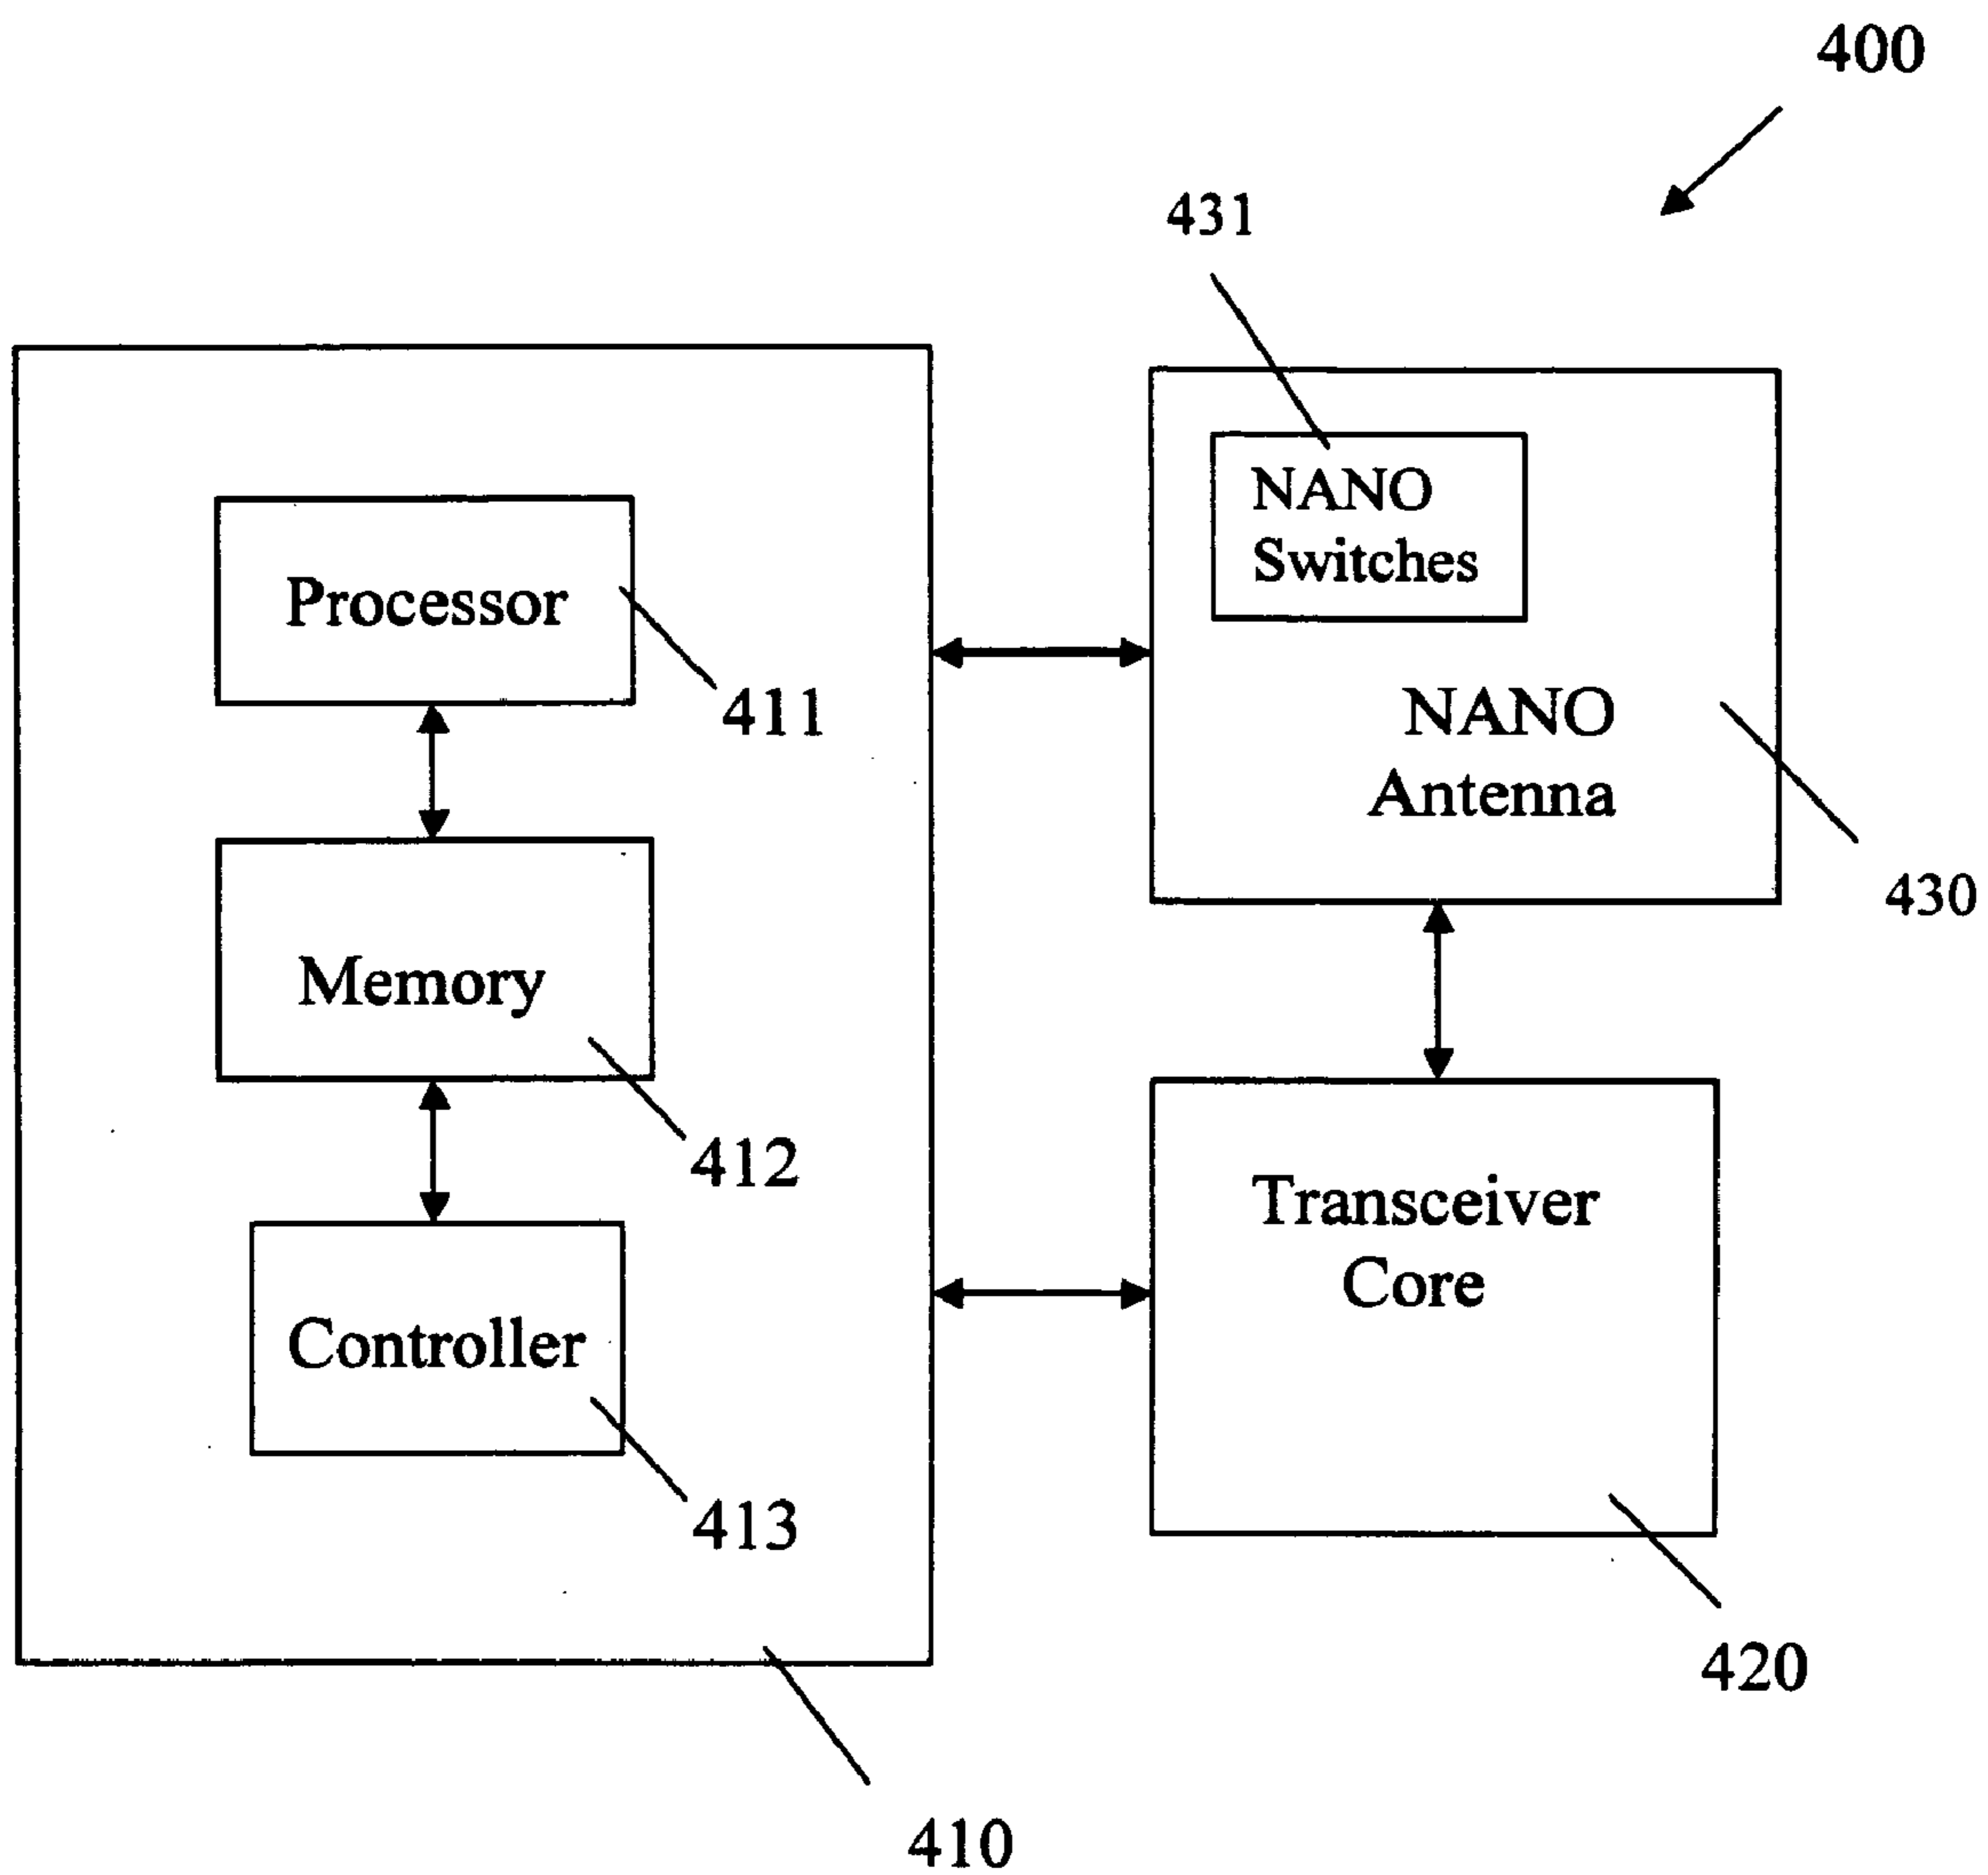 400
431
NANO
Switches
Processor
411
NANO
Antenna
430
Memory
412
Transceiver
Core
Controller
413
420
410